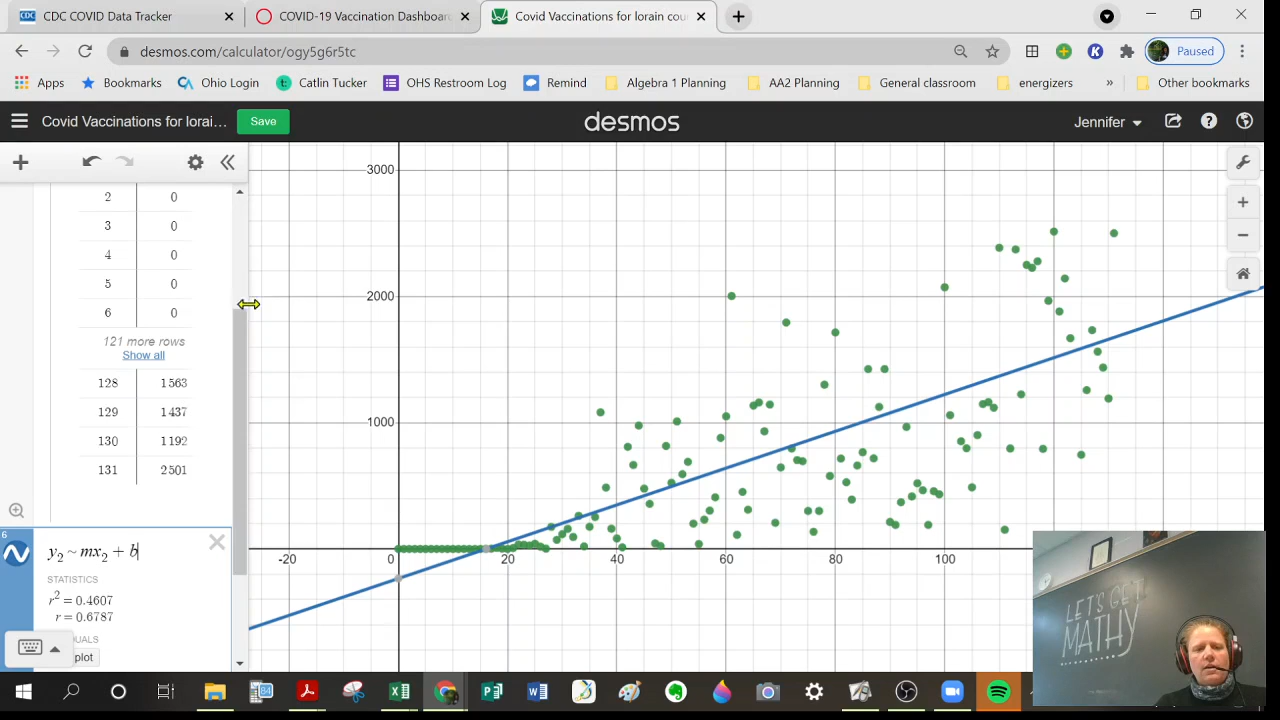 CDC COVID Data Tracker
COVID-19 Vaccination Dashboard
Covid Vaccinations for lorain cou
desmos.com/calculator/ogy5g6r5tc
Paused
Apps
Bookmarks
Ohio Login
Catlin Tucker
OHS Restroom Log
Remind
Algebra 1 Planning
AA2 Planning
General classroom
energizers
»
Other bookmarks
Covid Vaccinations for lorai...
Save
desmos
Jennifer
2 0
3 0
4 0
5 0
6 0
121 more rows
Show all
128 1563
129 1437
130 1192
131 2501
6
y₂ ~ mx₂ + b
STATISTICS
r² = 0.4607
r = 0.6787
UALS
plot
3000
2000
1000
-20 0 20 40 60 80 100
LET'S GET
MATHY